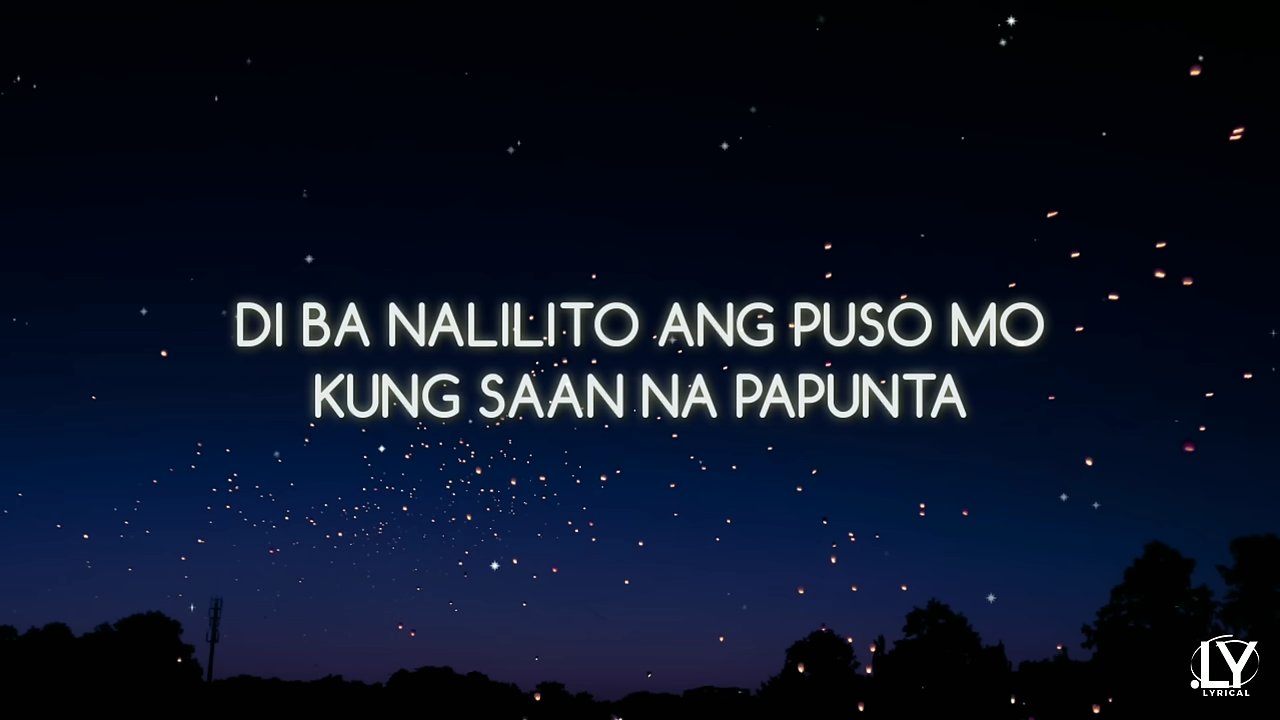 DI BA NALILITO ANG PUSO MO
KUNG SAAN NA PAPUNTA
.LY
LYRICAL